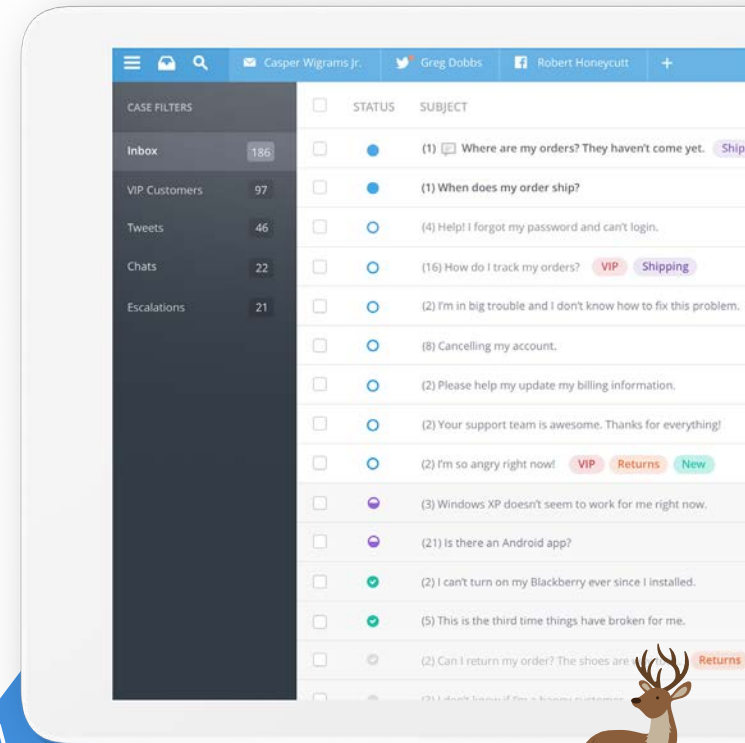 Casper Wigrams Jr. Greg Dobbs Robert Honeycutt +
CASE FILTERS
Inbox 186
VIP Customers 97
Tweets 46
Chats 22
Escalations 21
STATUS SUBJECT
(1) Where are my orders? They haven't come yet. Ship
(1) When does my order ship?
(4) Help! I forgot my password and can't login.
(16) How do I track my orders? VIP Shipping
(2) I'm in big trouble and I don't know how to fix this problem.
(8) Cancelling my account.
(2) Please help my update my billing information.
(2) Your support team is awesome. Thanks for everything!
(2) I'm so angry right now! VIP Returns New
(3) Windows XP doesn't seem to work for me right now.
(21) Is there an Android app?
(2) I can't turn on my Blackberry ever since I installed.
(5) This is the third time things have broken for me.
(2) Can I return my order? The shoes are Returns